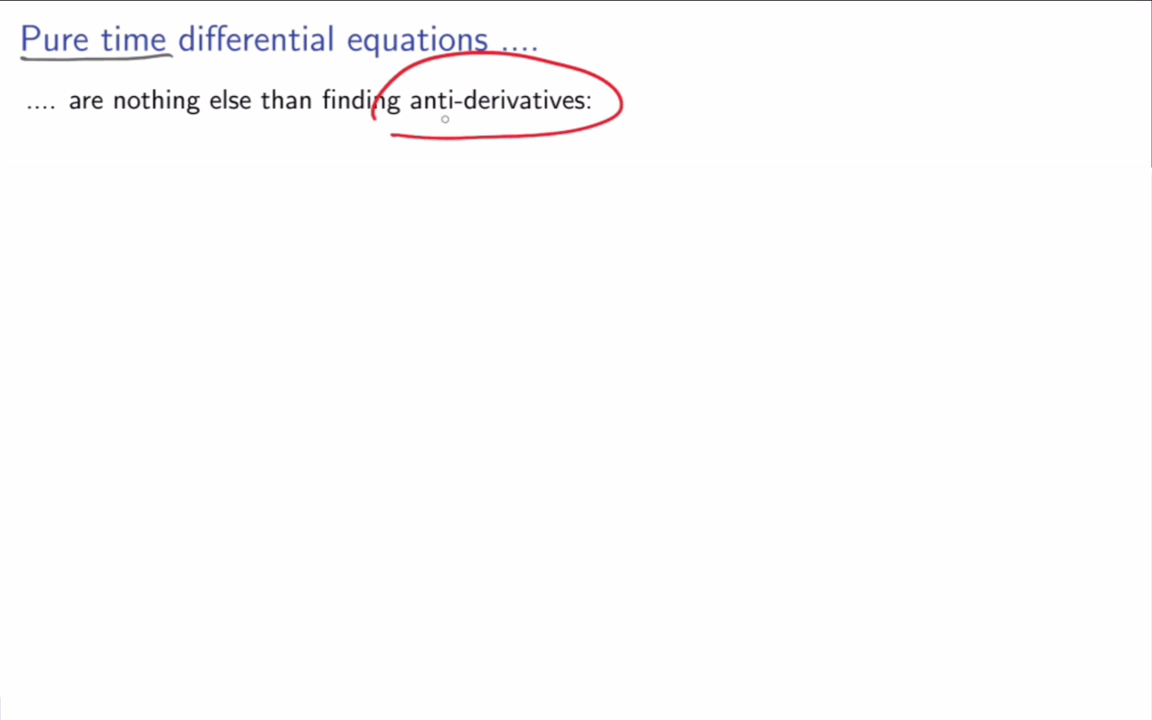 Pure time differential equations ....
.... are nothing else than finding anti-derivatives: